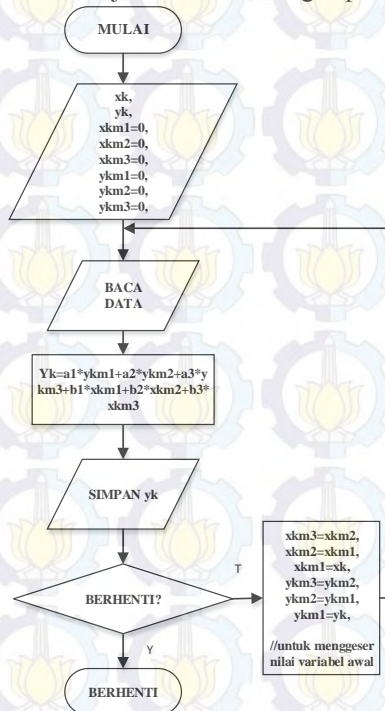 MULAI
xk,
yk,
xkm1=0,
xkm2=0,
xkm3=0,
ykm1=0,
ykm2=0,
ykm3=0,
BACA
DATA
Yk=a1*ykm1+a2*ykm2+a3*y
km3+b1*xkm1+b2*xkm2+b3*
xkm3
SIMPAN yk
BERHENTI?
T
xkm3=xkm2,
xkm2=xkm1,
xkm1=xk,
ykm3=ykm2,
ykm2=ykm1,
ykm1=yk,
//untuk menggeser
nilai variabel awal
Y
BERHENTI